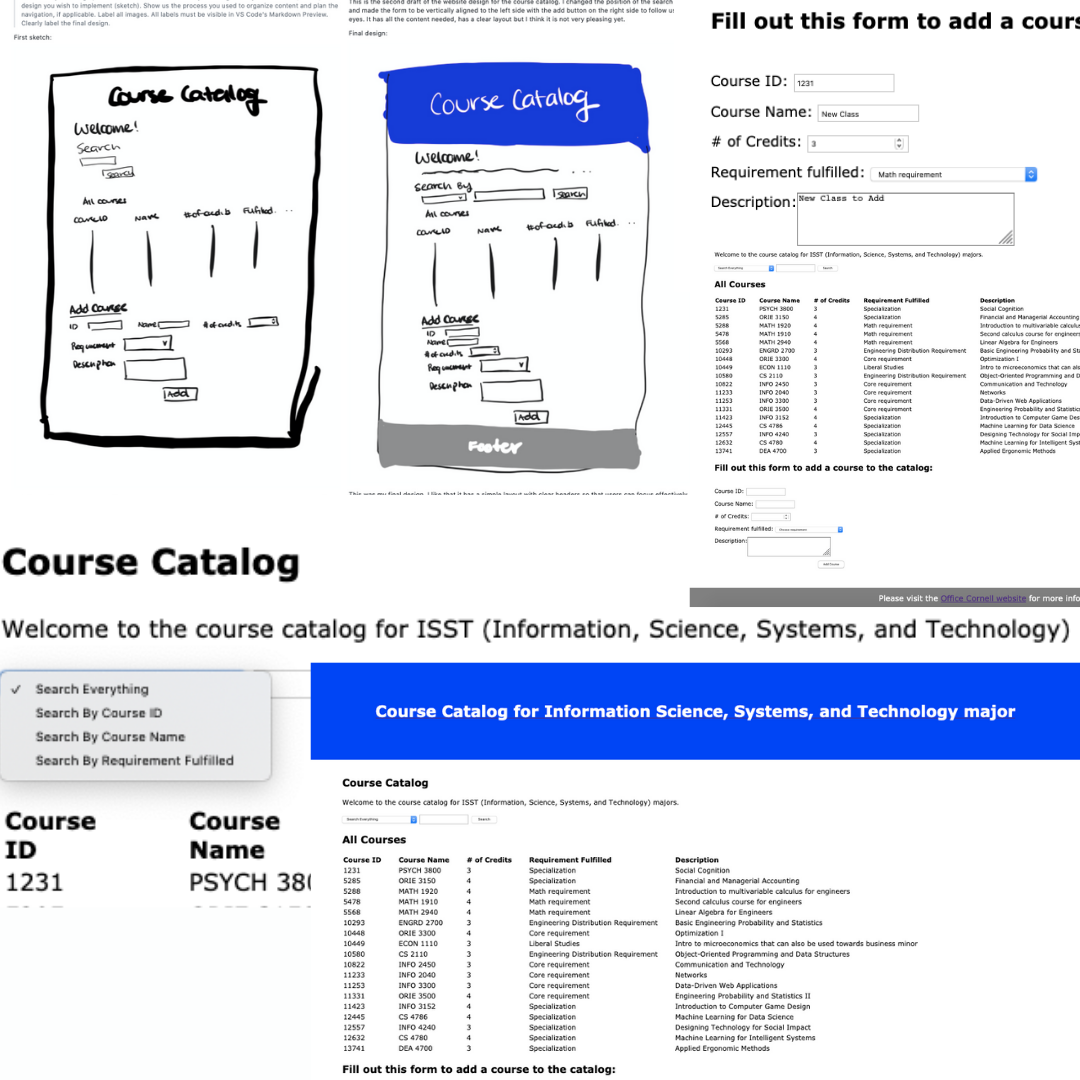 design you wish to implement (sketch). Show us the process you used to organize content and plan the
navigation, if applicable. Label all images. All labels must be visible in VS Code's Markdown Preview.
Clearly label the final design.
First sketch:
Course Catalog
Welcome!
Search
Search
All courses
Course ID Name # of credits Fulfilled. ..
Add Course
ID Name # of credits
Requirement
Description
Add
This is the second draft of the website design for the course catalog. I changed the position of the search
and made the form to be vertically aligned with the add button on the right side to follow u
eyes. It has all the content needed, has a clear layout but I think it is not very pleasing yet.
Final design:
Course Catalog
Welcome!
Search By
Search
All courses
Course ID Name # of credits Fulfilled. ..
Add Course
ID
Name
# of credits
Requirement
Description
Add
Footer
This was my final design. I like that it has a simple layout with clear headers so that users can focus effectively
Fill out this form to add a cours
Course ID: 1231
Course Name: New Class
# of Credits: 3
Requirement fulfilled: Math requirement
Description: New Class to Add
Welcome to the course catalog for ISST (Information, Science, Systems, and Technology) majors.
Search Everything Search
All Courses
Course ID Course Name # of Credits Requirement Fulfilled Description
1231 PSYCH 3800 3 Specialization Social Cognition
5285 ORIE 3150 4 Specialization Financial and Managerial Accounting
5288 MATH 1920 4 Math requirement Introduction to multivariable calculus
5478 MATH 1910 4 Math requirement Second calculus course for engineers
5568 MATH 2940 4 Math requirement Linear Algebra for Engineers
10293 ENGRD 2700 3 Engineering Distribution Requirement Basic Engineering Probability and Sta
10448 ORIE 3300 4 Core requirement Optimization I
10449 ECON 1110 3 Liberal Studies Intro to microeconomics that can als
10580 CS 2110 3 Engineering Distribution Requirement Object-Oriented Programming and D
10822 INFO 2450 3 Core requirement Communication and Technology
11233 INFO 2040 3 Core requirement Networks
11253 INFO 3300 3 Core requirement Data-Driven Web Applications
11331 ORIE 3500 4 Core requirement Engineering Probability and Statistic
11423 INFO 3152 4 Specialization Introduction to Computer Game Des
12445 CS 4786 4 Specialization Machine Learning for Data Science
12557 INFO 4240 3 Specialization Designing Technology for Social Imp
12632 CS 4780 4 Specialization Machine Learning for Intelligent Syst
13741 DEA 4700 3 Specialization Applied Ergonomic Methods
Fill out this form to add a course to the catalog:
Course ID:
Course Name:
# of Credits:
Requirement fulfilled:
Description:
Add Course
Please visit the Office Cornell website for more info
Course Catalog
Welcome to the course catalog for ISST (Information, Science, Systems, and Technology)
✓ Search Everything
Search By Course ID
Search By Course Name
Search By Requirement Fulfilled
Course ID Course Name
1231 PSYCH 380
Course Catalog for Information Science, Systems, and Technology major
Course Catalog
Welcome to the course catalog for ISST (Information, Science, Systems, and Technology) majors.
Search Everything Search
All Courses
Course ID Course Name # of Credits Requirement Fulfilled Description
1231 PSYCH 3800 3 Specialization Social Cognition
5285 ORIE 3150 4 Specialization Financial and Managerial Accounting
5288 MATH 1920 4 Math requirement Introduction to multivariable calculus for engineers
5478 MATH 1910 4 Math requirement Second calculus course for engineers
5568 MATH 2940 4 Math requirement Linear Algebra for Engineers
10293 ENGRD 2700 3 Engineering Distribution Requirement Basic Engineering Probability and Statistics
10448 ORIE 3300 4 Core requirement Optimization I
10449 ECON 1110 3 Liberal Studies Intro to microeconomics that can also be used towards business minor
10580 CS 2110 3 Engineering Distribution Requirement Object-Oriented Programming and Data Structures
10822 INFO 2450 3 Core requirement Communication and Technology
11233 INFO 2040 3 Core requirement Networks
11253 INFO 3300 3 Core requirement Data-Driven Web Applications
11331 ORIE 3500 4 Core requirement Engineering Probability and Statistics II
11423 INFO 3152 4 Specialization Introduction to Computer Game Design
12445 CS 4786 4 Specialization Machine Learning for Data Science
12557 INFO 4240 3 Specialization Designing Technology for Social Impact
12632 CS 4780 4 Specialization Machine Learning for Intelligent Systems
13741 DEA 4700 3 Specialization Applied Ergonomic Methods
Fill out this form to add a course to the catalog: